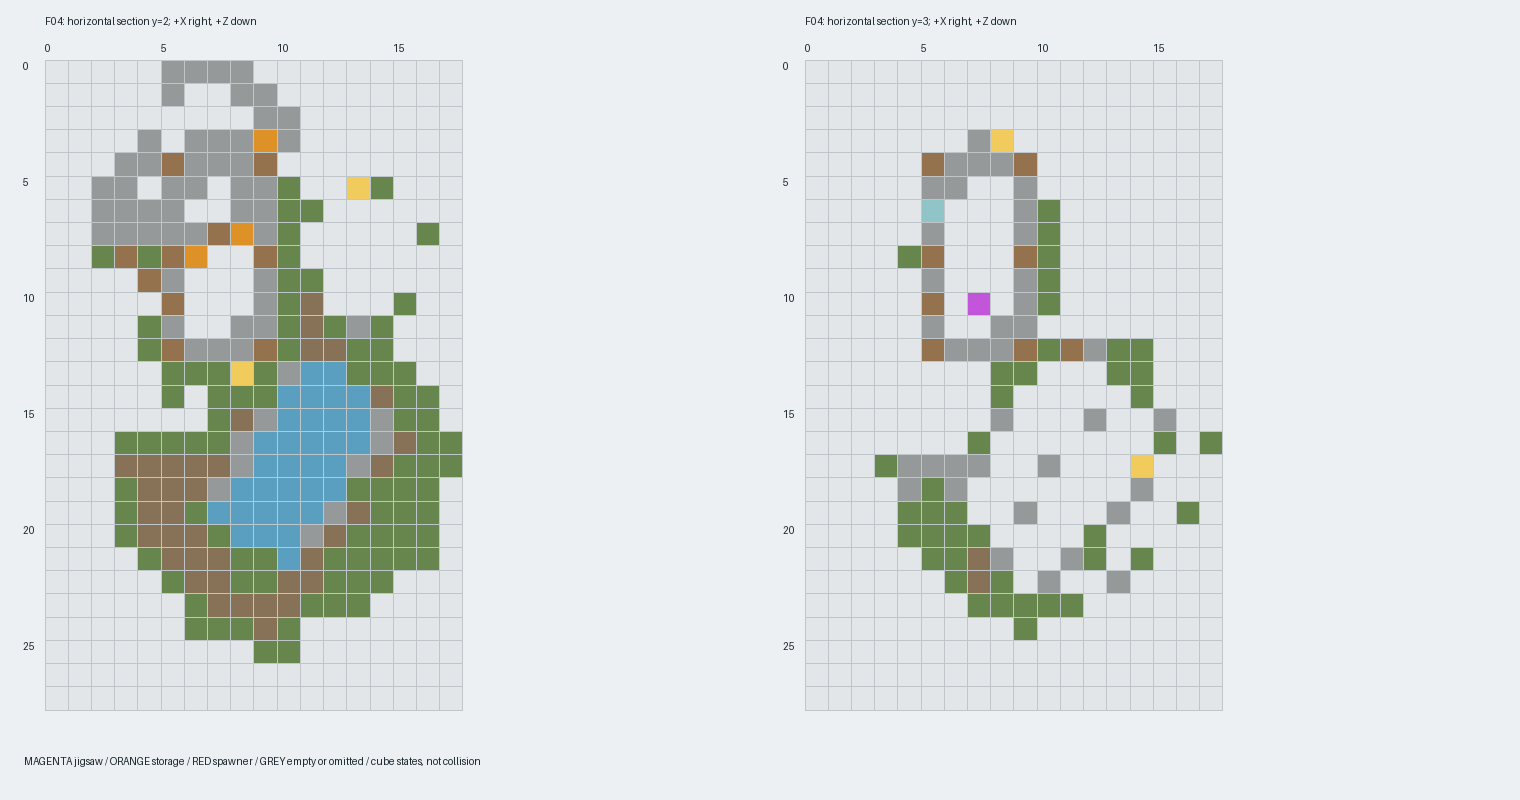 F04: horizontal section y=2; +X right, +Z down
F04: horizontal section y=3; +X right, +Z down
0 5 10 15
0 5 10 15
0
0
5
5
10
10
15
15
20
20
25
25
MAGENTA jigsaw / ORANGE storage / RED spawner / GREY empty or omitted / cube states, not collision